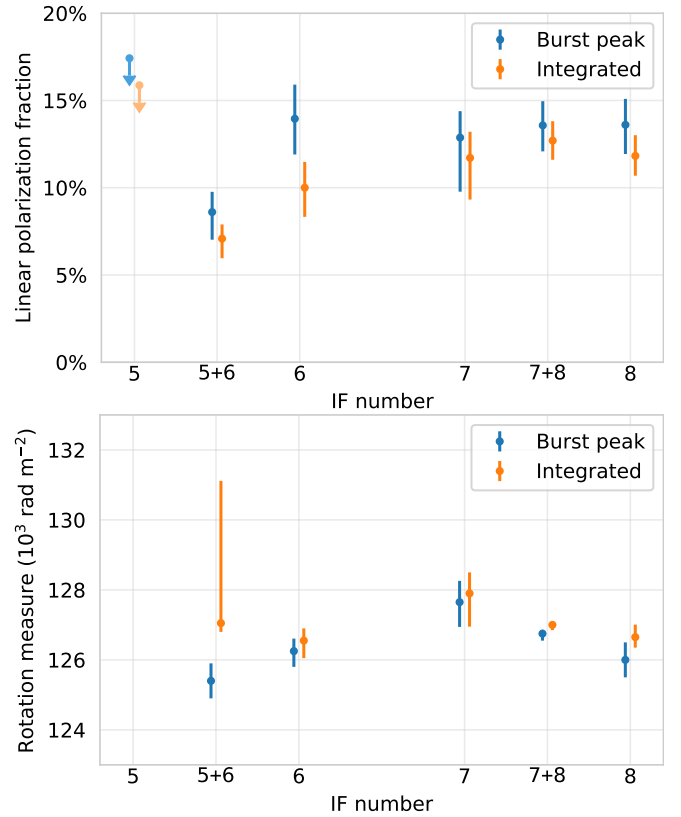 20%
15%
10%
5%
0%
Linear polarization fraction
Burst peak
Integrated
5 5+6 6 7 7+8 8
IF number
132
130
128
126
124
Rotation measure (10³ rad m⁻²)
Burst peak
Integrated
5 5+6 6 7 7+8 8
IF number